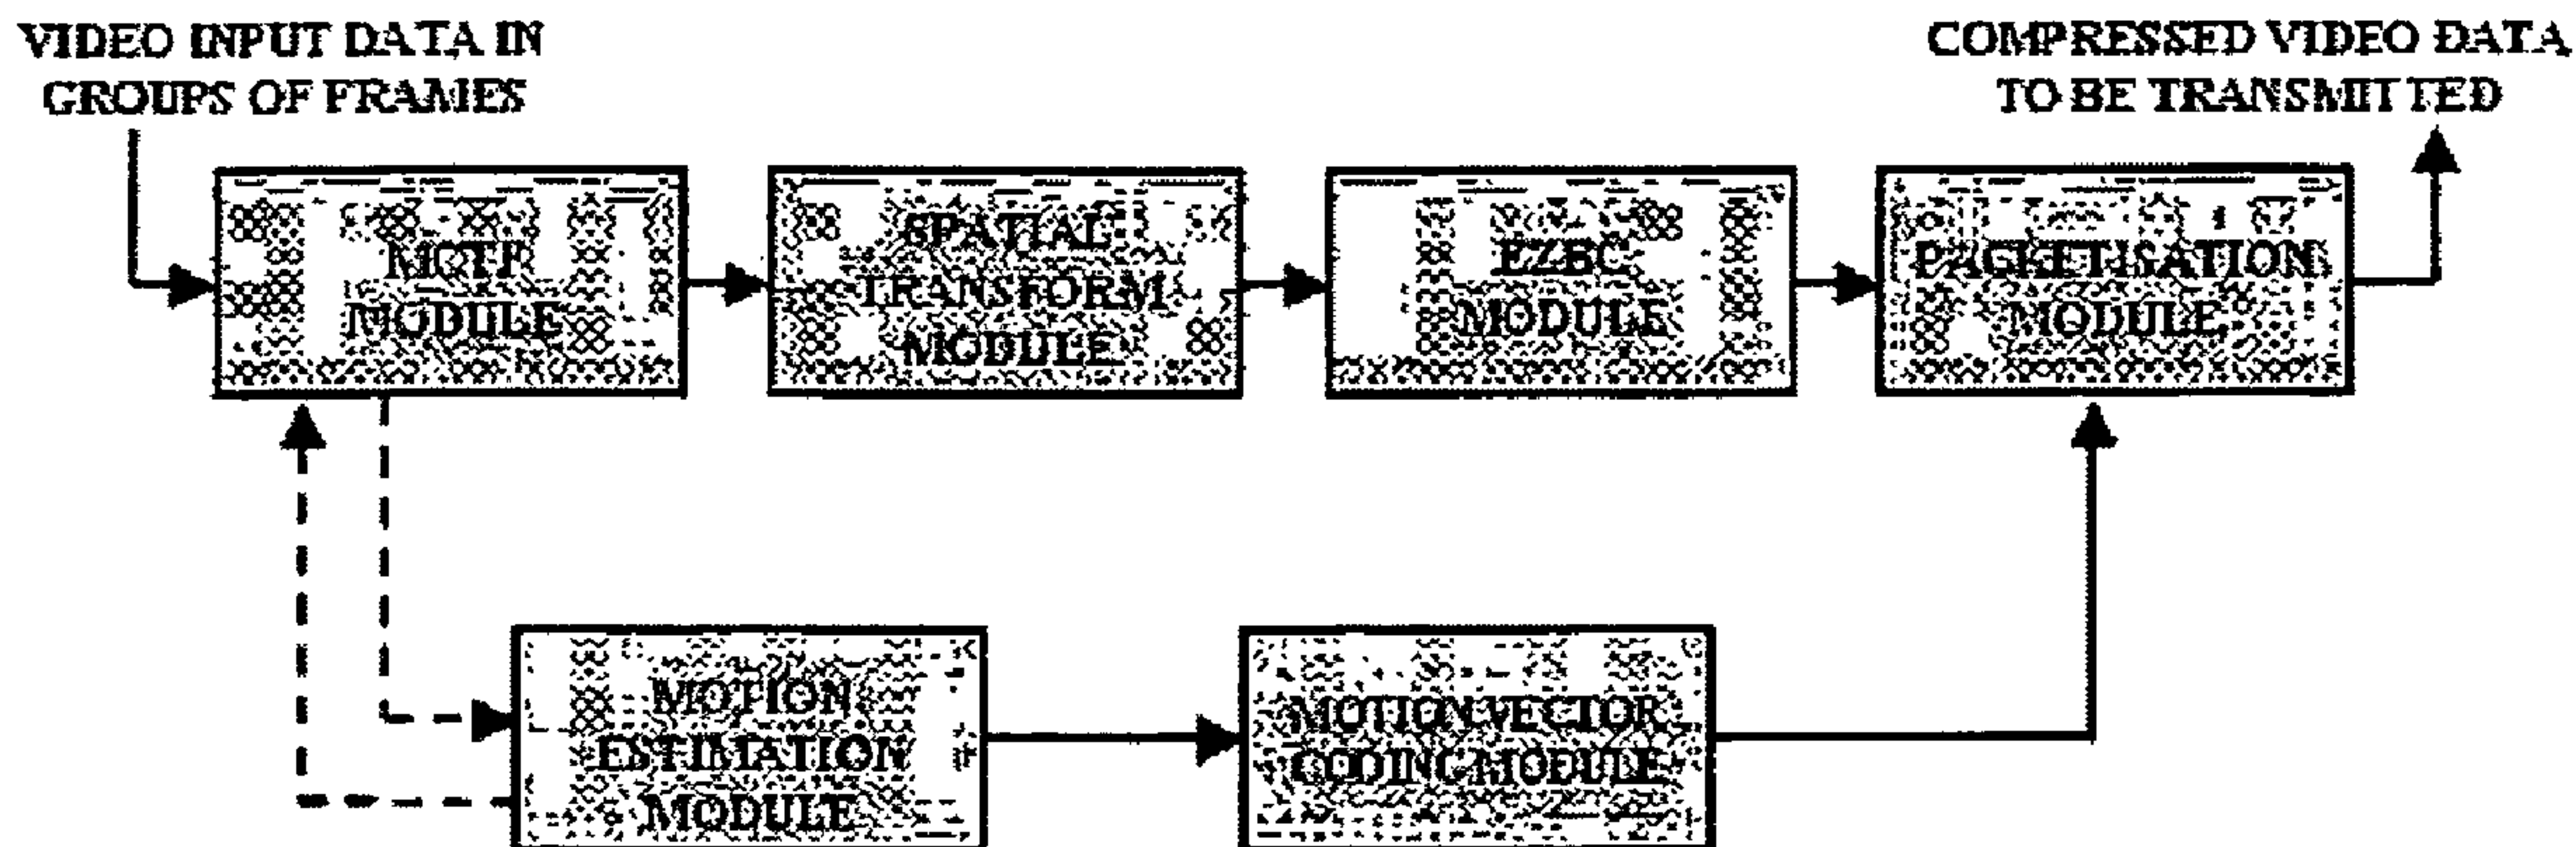 VIDEO INPUT DATA IN
GROUPS OF FRAMES
COMPRESSED VIDEO DATA
TO BE TRANSMITTED
MCTF
MODULE
SPATIAL
TRANSFORM
MODULE
EZBC
MODULE
PACKETISATION
MODULE
MOTION
ESTIMATION
MODULE
MOTION VECTOR
CODING MODULE